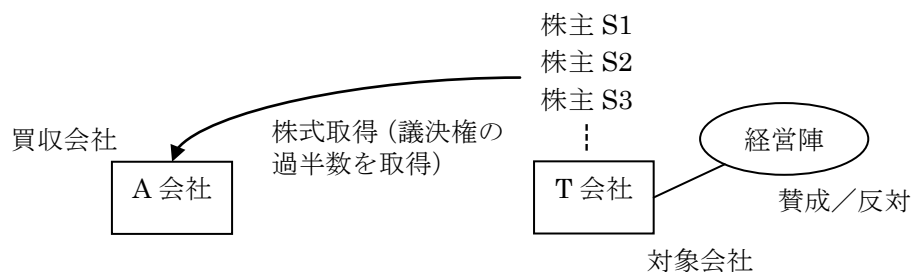 株主 S1
株主 S2
株主 S3
買収会社
株式取得（議決権の
過半数を取得）
経営陣
A 会社
T 会社
賛成／反対
対象会社